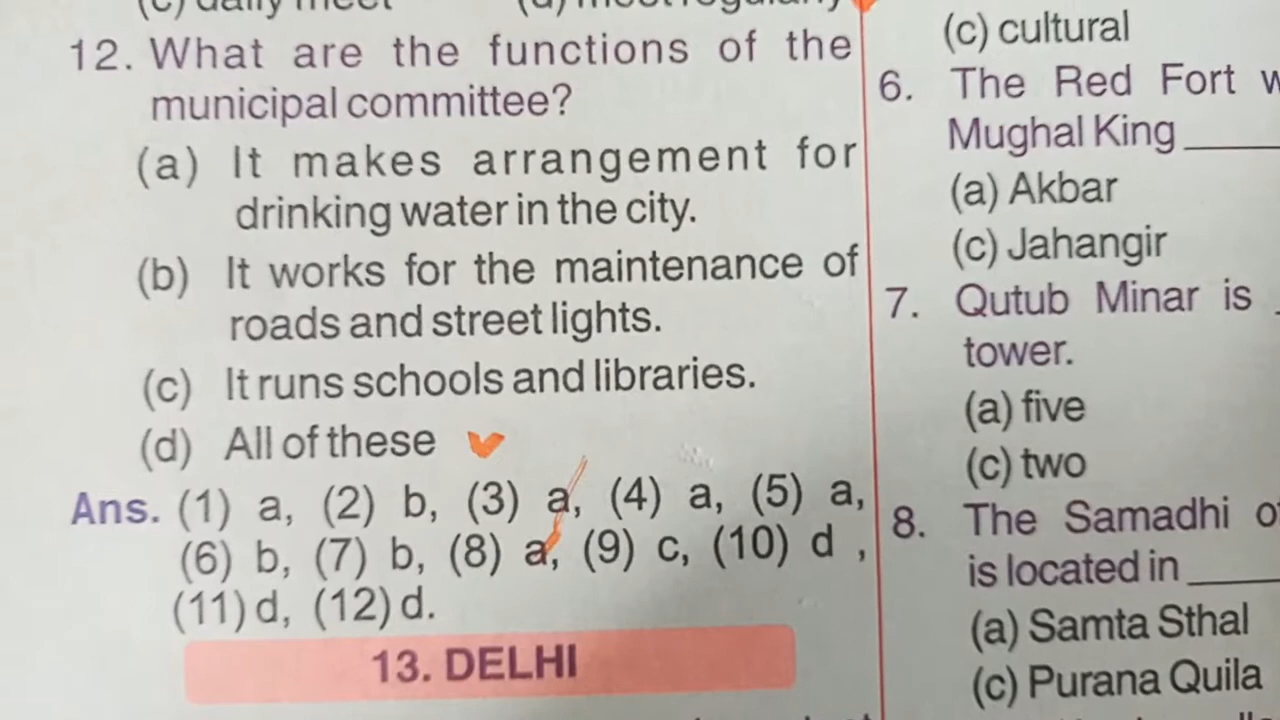 (c) daily meet
12. What are the functions of the
municipal committee?
(a) It makes arrangement for
drinking water in the city.
(b) It works for the maintenance of
roads and street lights.
(c) It runs schools and libraries.
(d) All of these
Ans. (1) a, (2) b, (3) a, (4) a, (5) a,
(6) b, (7) b, (8) a, (9) c, (10) d ,
(11) d, (12) d.
13. DELHI
(c) cultural
6. The Red Fort
Mughal King ____
(a) Akbar
(c) Jahangir
7. Qutub Minar is
tower.
(a) five
(c) two
8. The Samadhi
is located in ____
(a) Samta Sthal
(c) Purana Quila